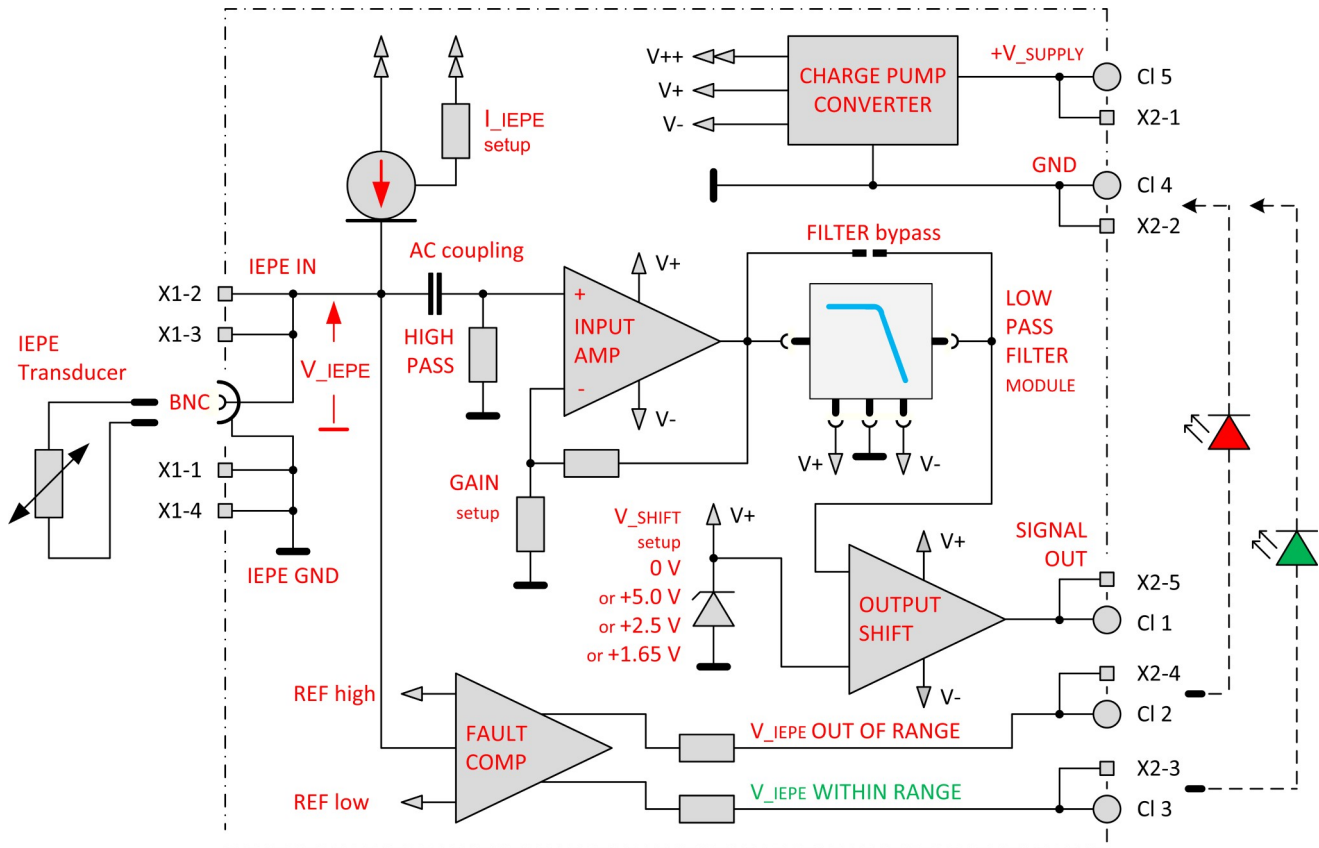 V++
V+
V-
CHARGE PUMP
CONVERTER
+V_SUPPLY
Cl 5
X2-1
GND
Cl 4
X2-2
I_IEPE
setup
IEPE IN
AC coupling
HIGH
PASS
X1-2
X1-3
IEPE
Transducer
BNC
V_IEPE
X1-1
X1-4
IEPE GND
+
INPUT
AMP
-
V+
V-
GAIN
setup
FILTER bypass
LOW
PASS
FILTER
MODULE
V+
V-
V_SHIFT
setup
0 V
or +5.0 V
or +2.5 V
or +1.65 V
V+
OUTPUT
SHIFT
V+
V-
SIGNAL
OUT
X2-5
Cl 1
X2-4
Cl 2
X2-3
Cl 3
REF high
FAULT
COMP
REF low
V_IEPE OUT OF RANGE
V_IEPE WITHIN RANGE